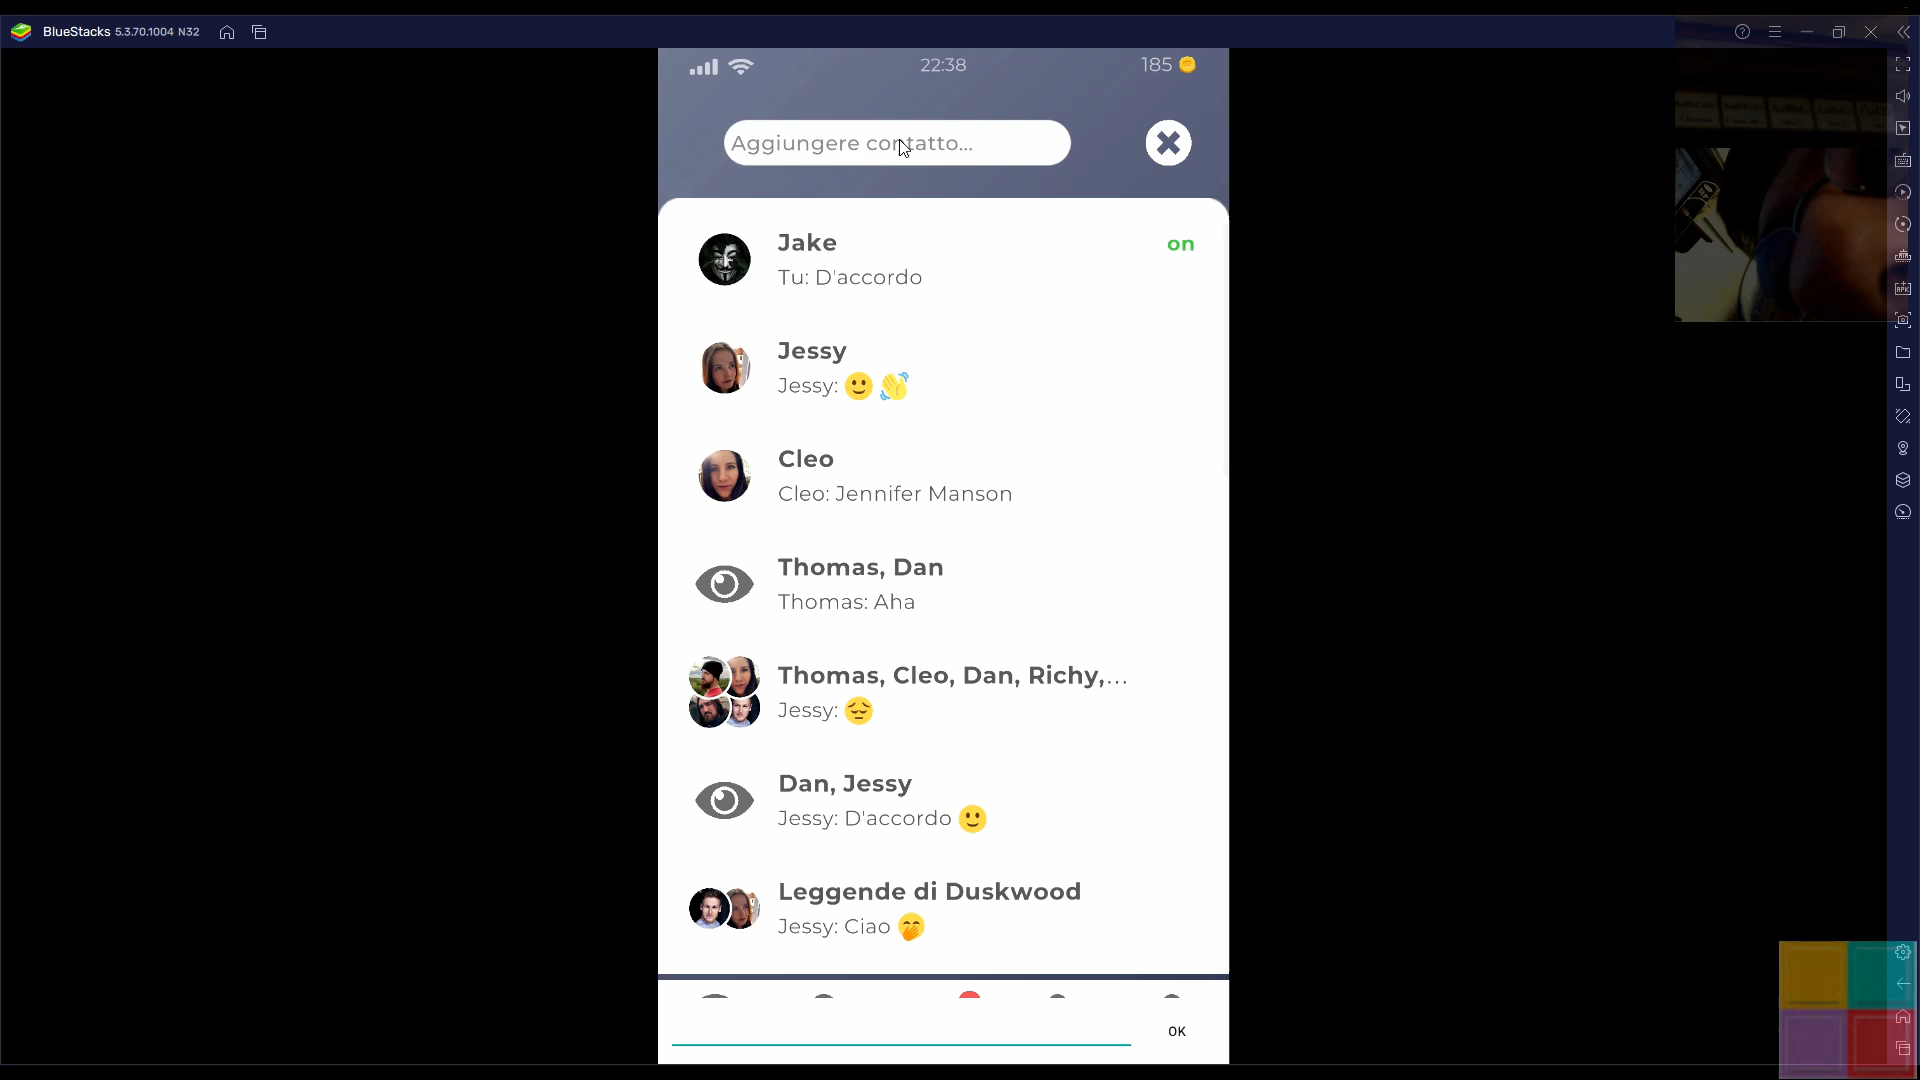 BlueStacks 5.3.70.1004 N32
22:38
185
Aggiungere contatto...
Jake
on
Tu: D'accordo
Jessy
Jessy:
Cleo
Cleo: Jennifer Manson
Thomas, Dan
Thomas: Aha
Thomas, Cleo, Dan, Richy,...
Jessy:
Dan, Jessy
Jessy: D'accordo
Leggende di Duskwood
Jessy: Ciao
OK